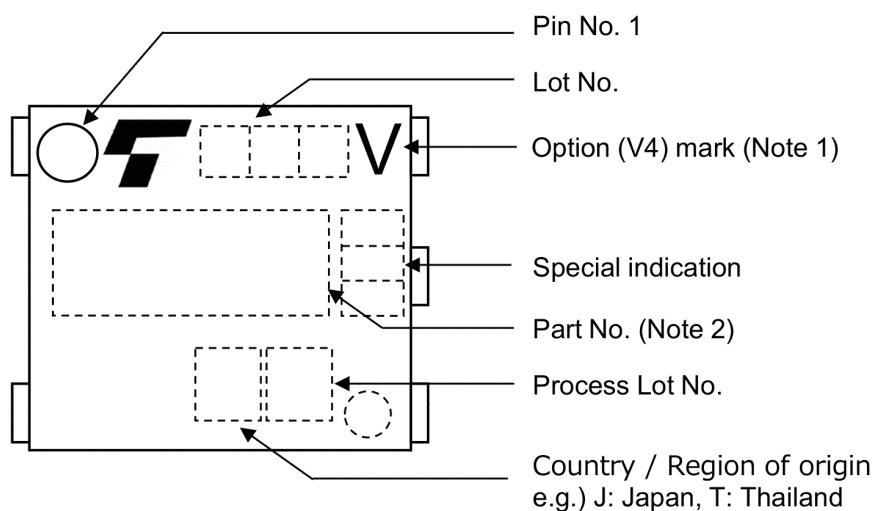 Pin No. 1
Lot No.
V
Option (V4) mark (Note 1)
Special indication
Part No. (Note 2)
Process Lot No.
Country / Region of origin
e.g.) J: Japan, T: Thailand